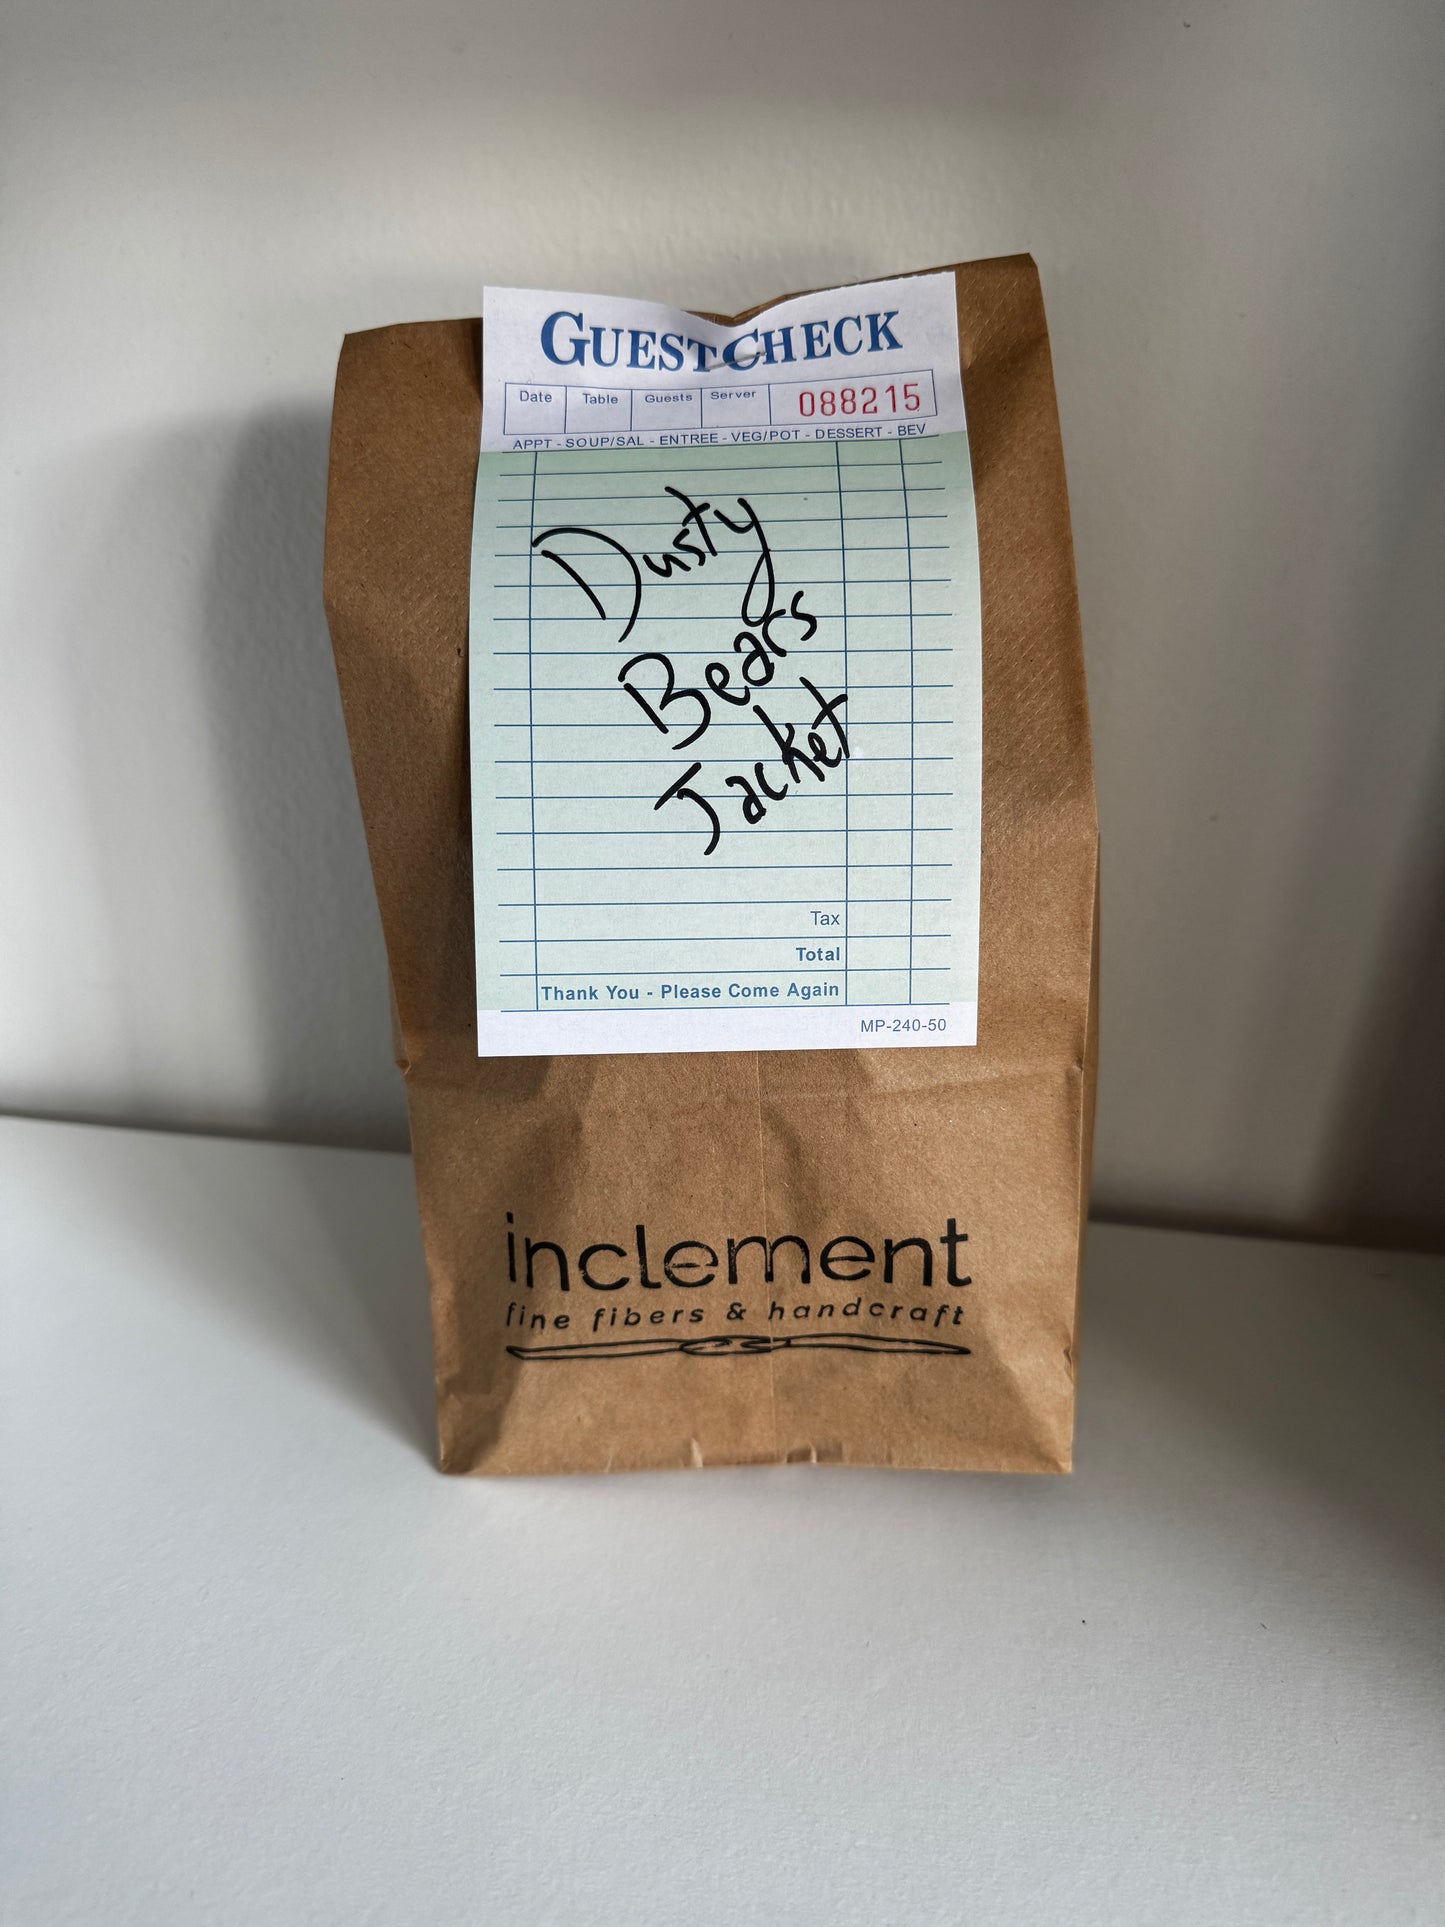 GUESTCHECK
Date Table Guests Server 088215
APPT - SOUP/SAL - ENTREE - VEG/POT - DESSERT - BEV
Dusty
Bears
Jacket
Tax
Total
Thank You - Please Come Again
MP-240-50
inclement
fine fibers & handcraft